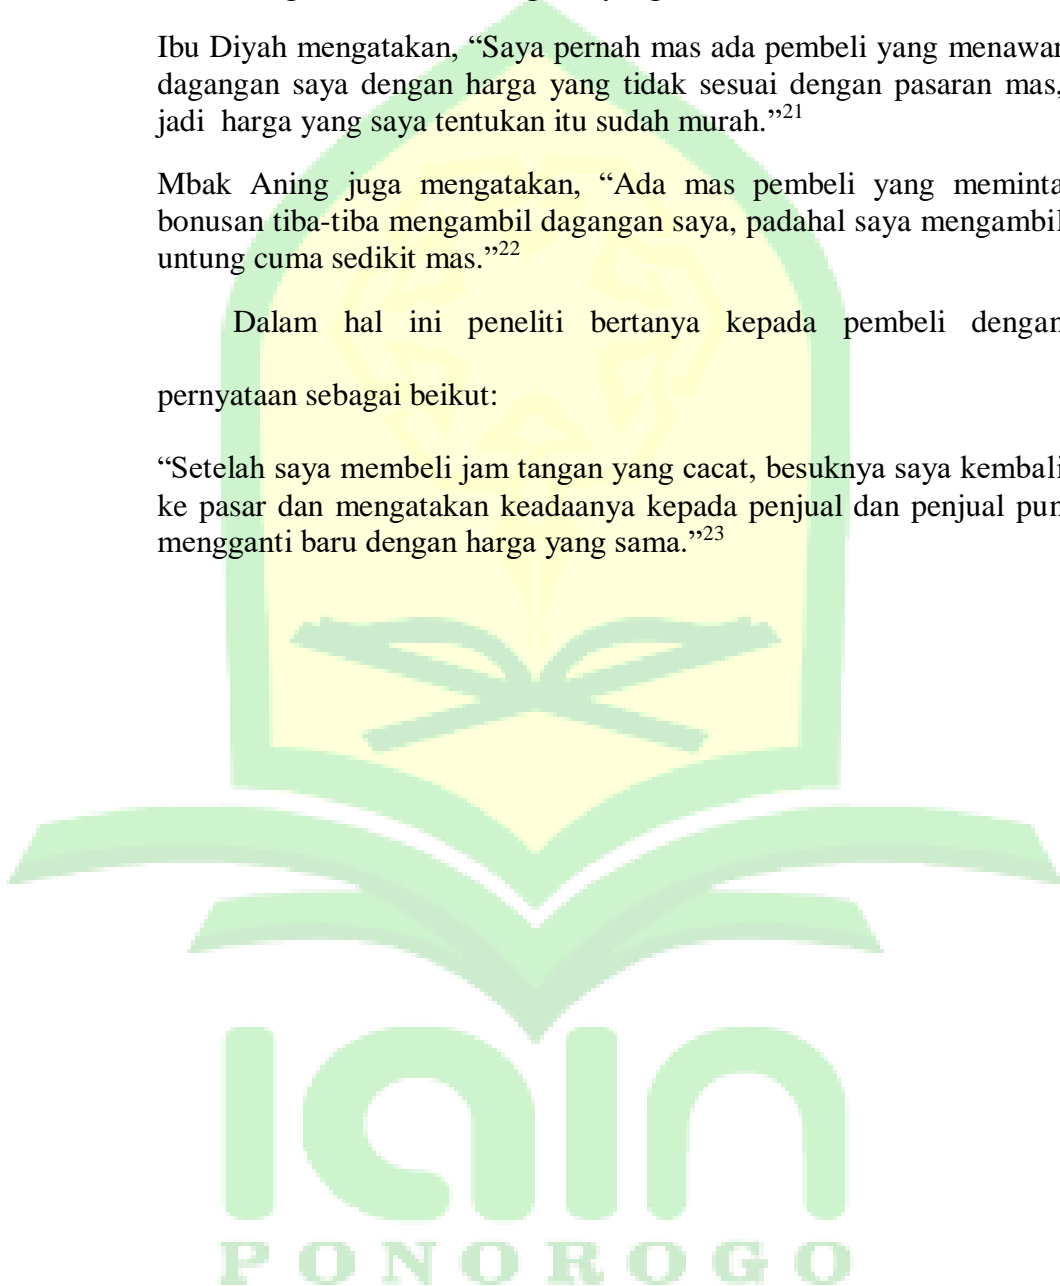 Ibu Diyah mengatakan, “Saya pernah mas ada pembeli yang menawar
dagangan saya dengan harga yang tidak sesuai dengan pasaran mas,
jadi harga yang saya tentukan itu sudah murah.”21
Mbak Aning juga mengatakan, “Ada mas pembeli yang meminta
bonusan tiba-tiba mengambil dagangan saya, padahal saya mengambil
untung cuma sedikit mas.”22
Dalam hal ini peneliti bertanya kepada pembeli dengan
pernyataan sebagai beikut:
“Setelah saya membeli jam tangan yang cacat, besuknya saya kembali
ke pasar dan mengatakan keadaanya kepada penjual dan penjual pun
mengganti baru dengan harga yang sama.”23
iain
PONOROGO